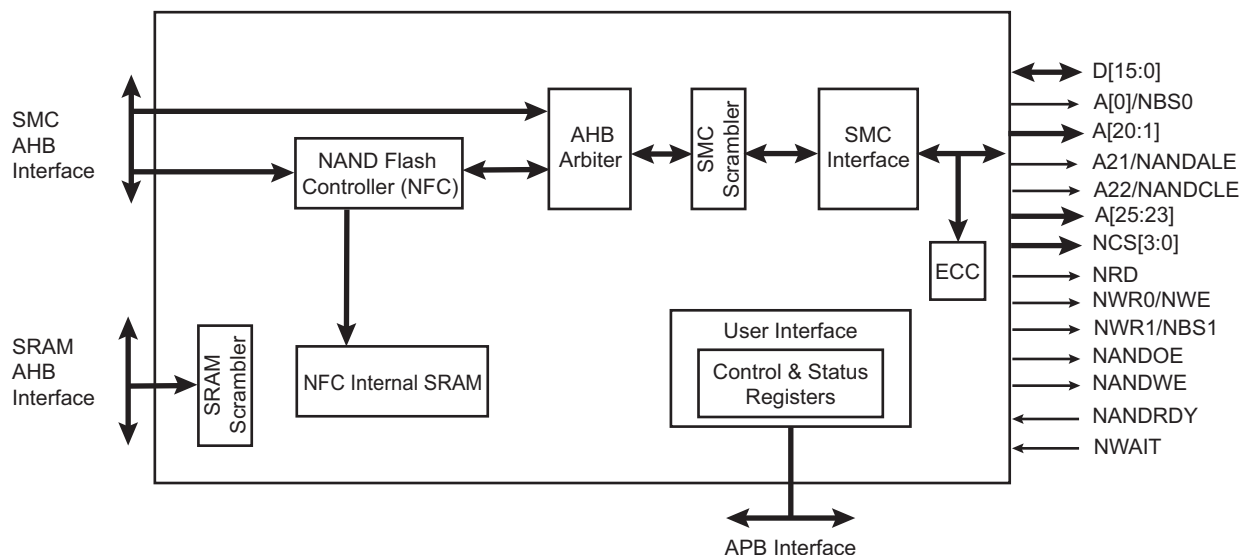 SMC
AHB
Interface
NAND Flash
Controller (NFC)
AHB
Arbiter
SMC
Scrambler
SMC
Interface
ECC
SRAM
AHB
Interface
SRAM
Scrambler
NFC Internal SRAM
User Interface
Control & Status
Registers
APB Interface
D[15:0]
A[0]/NBS0
A[20:1]
A21/NANDALE
A22/NANDCLE
A[25:23]
NCS[3:0]
NRD
NWR0/NWE
NWR1/NBS1
NANDOE
NANDWE
NANDRDY
NWAIT